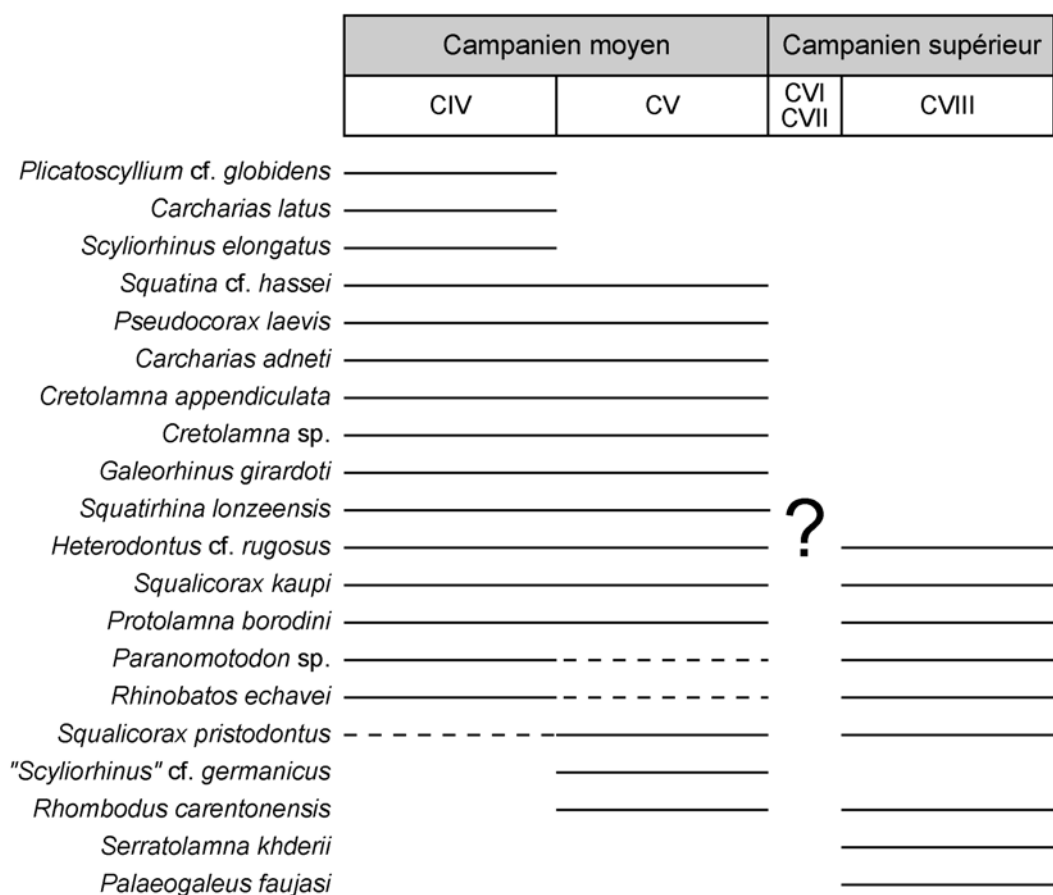 Campanien moyen Campanien supérieur
CIV CV CVI CVII CVIII
Plicatoscyllium cf. globidens
Carcharias latus
Scyliorhinus elongatus
Squatina cf. hassei
Pseudocorax laevis
Carcharias adneti
Cretolamna appendiculata
Cretolamna sp.
Galeorhinus girardoti
Squatirhina lonzeensis
?
Heterodontus cf. rugosus
Squalicorax kaupi
Protolamna borodini
Paranomotodon sp.
Rhinobatos echavei
Squalicorax pristodontus
"Scyliorhinus" cf. germanicus
Rhombodus carentonensis
Serratolamna khderii
Palaeogaleus faujasi